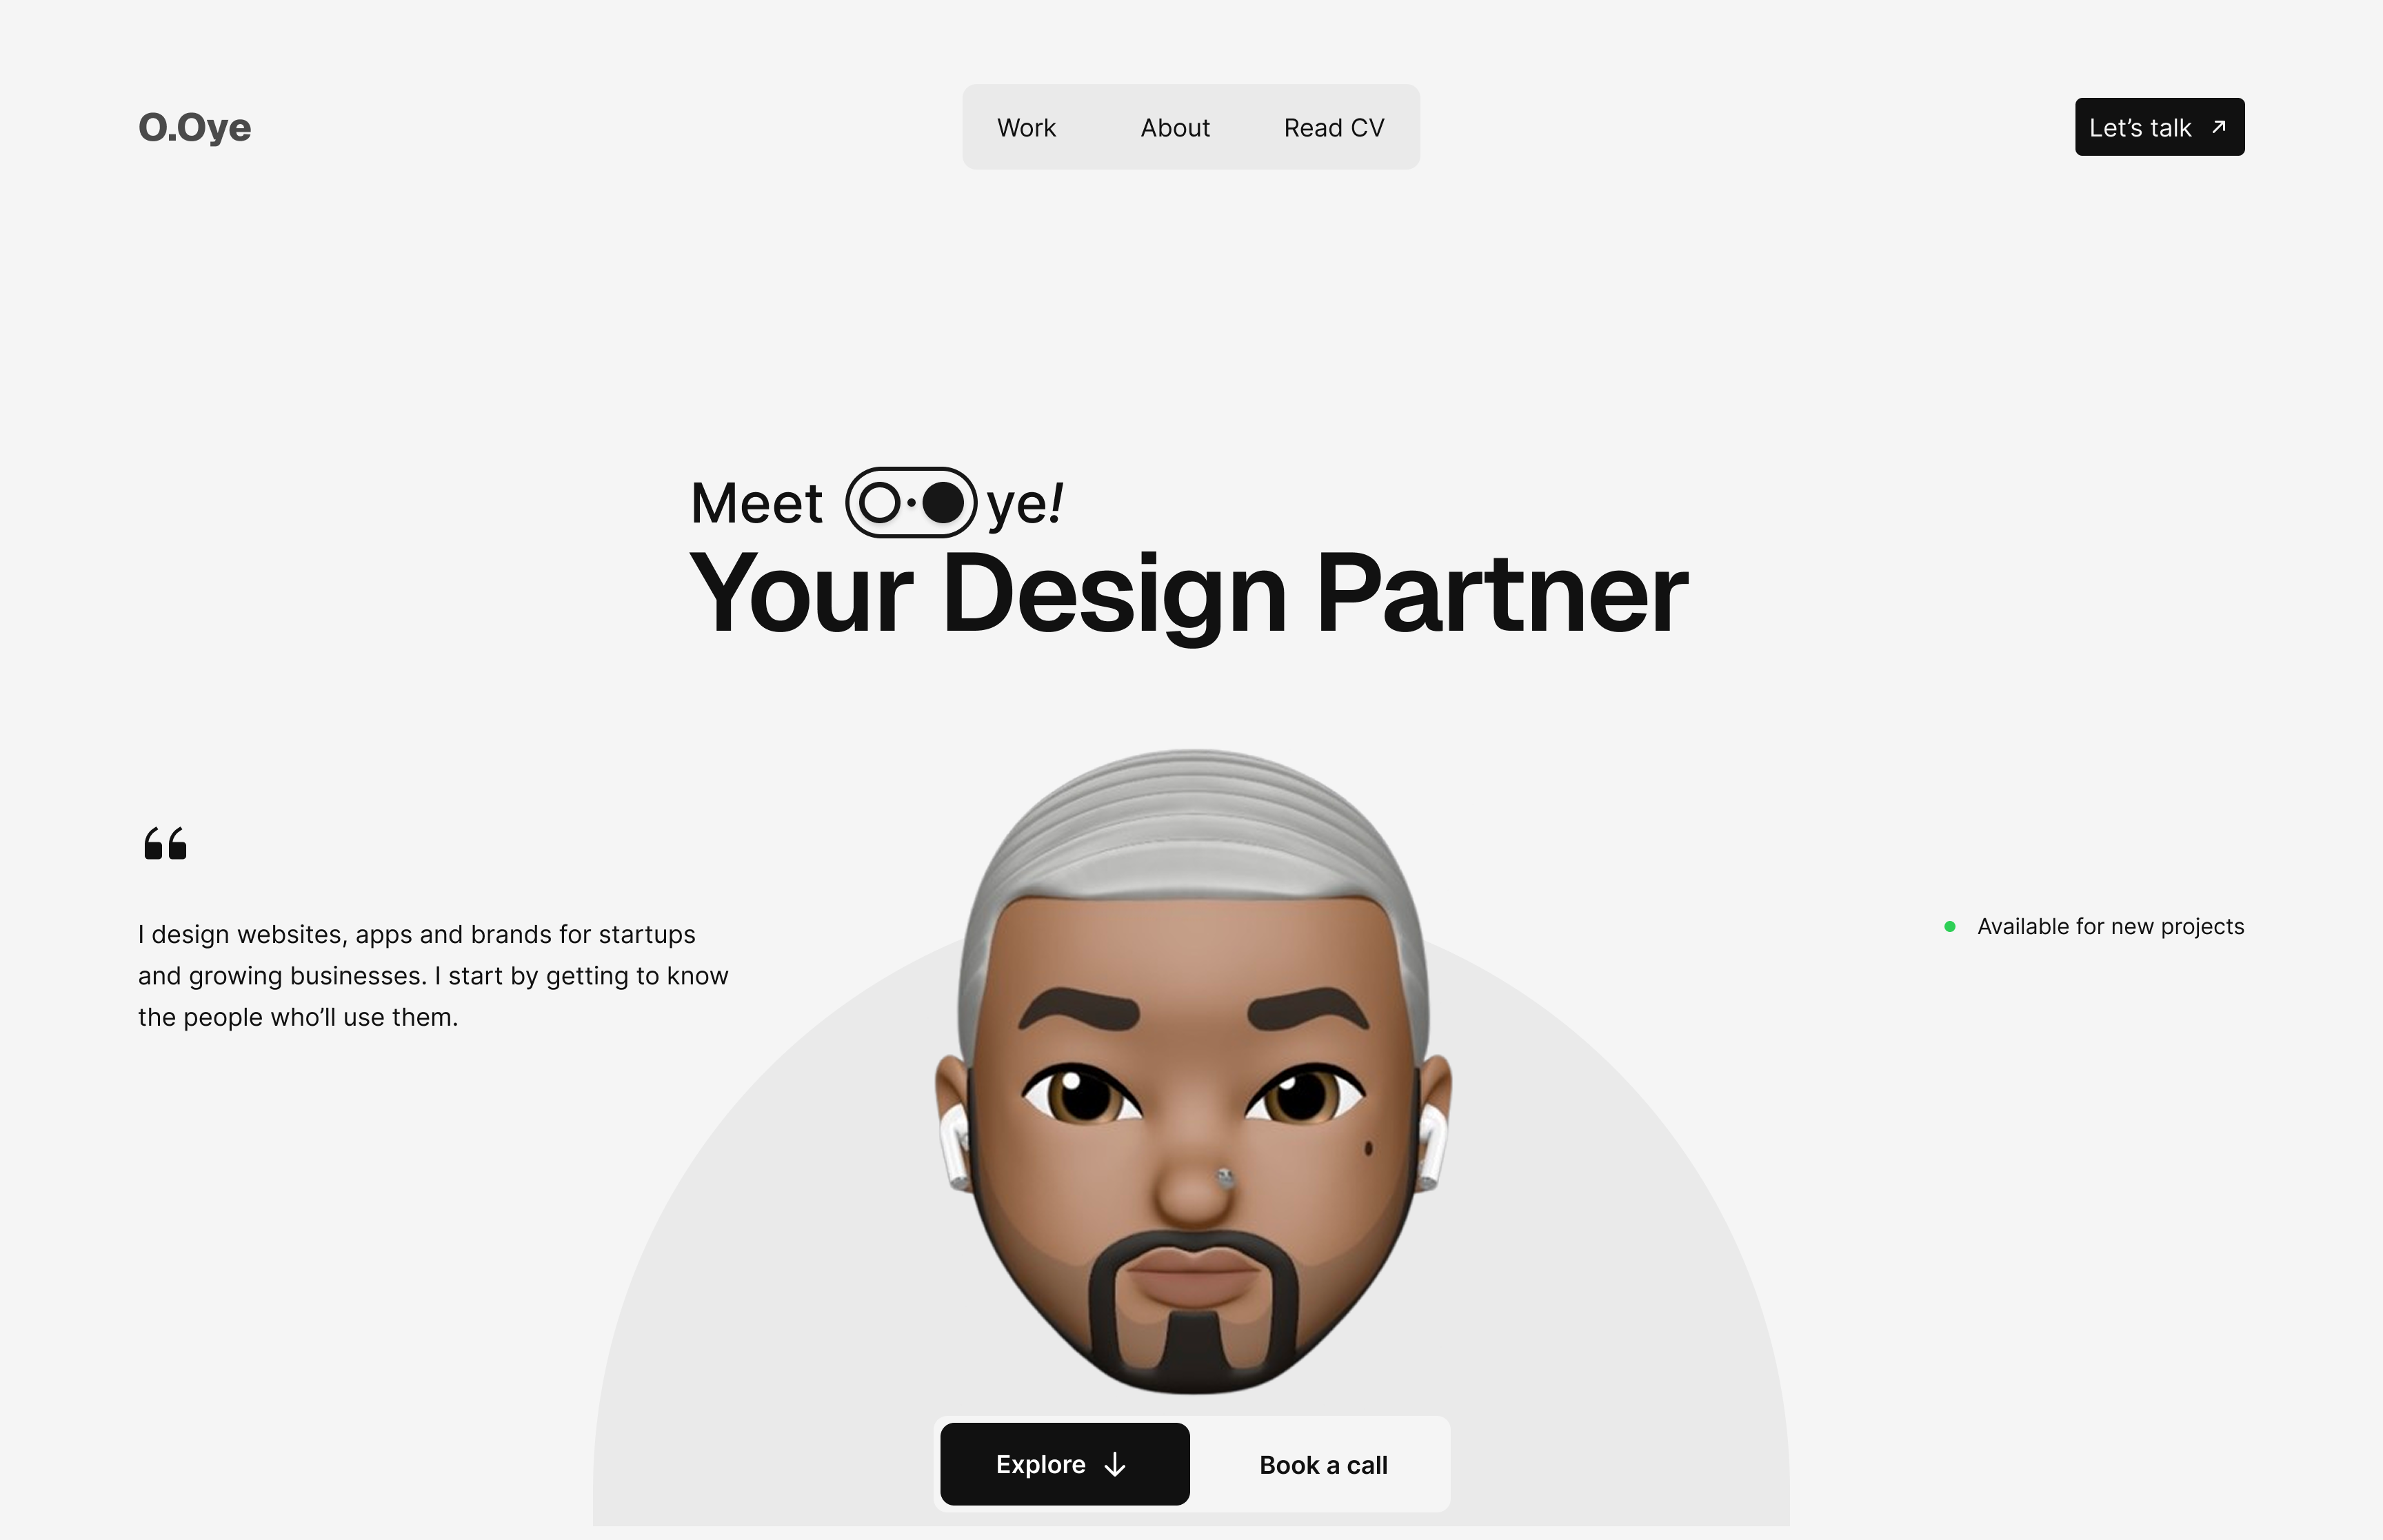 O.Oye
Work About Read CV
Let’s talk
Meet O·Oye!
Your Design Partner
“
I design websites, apps and brands for startups
and growing businesses. I start by getting to know
the people who’ll use them.
Available for new projects
Explore
Book a call